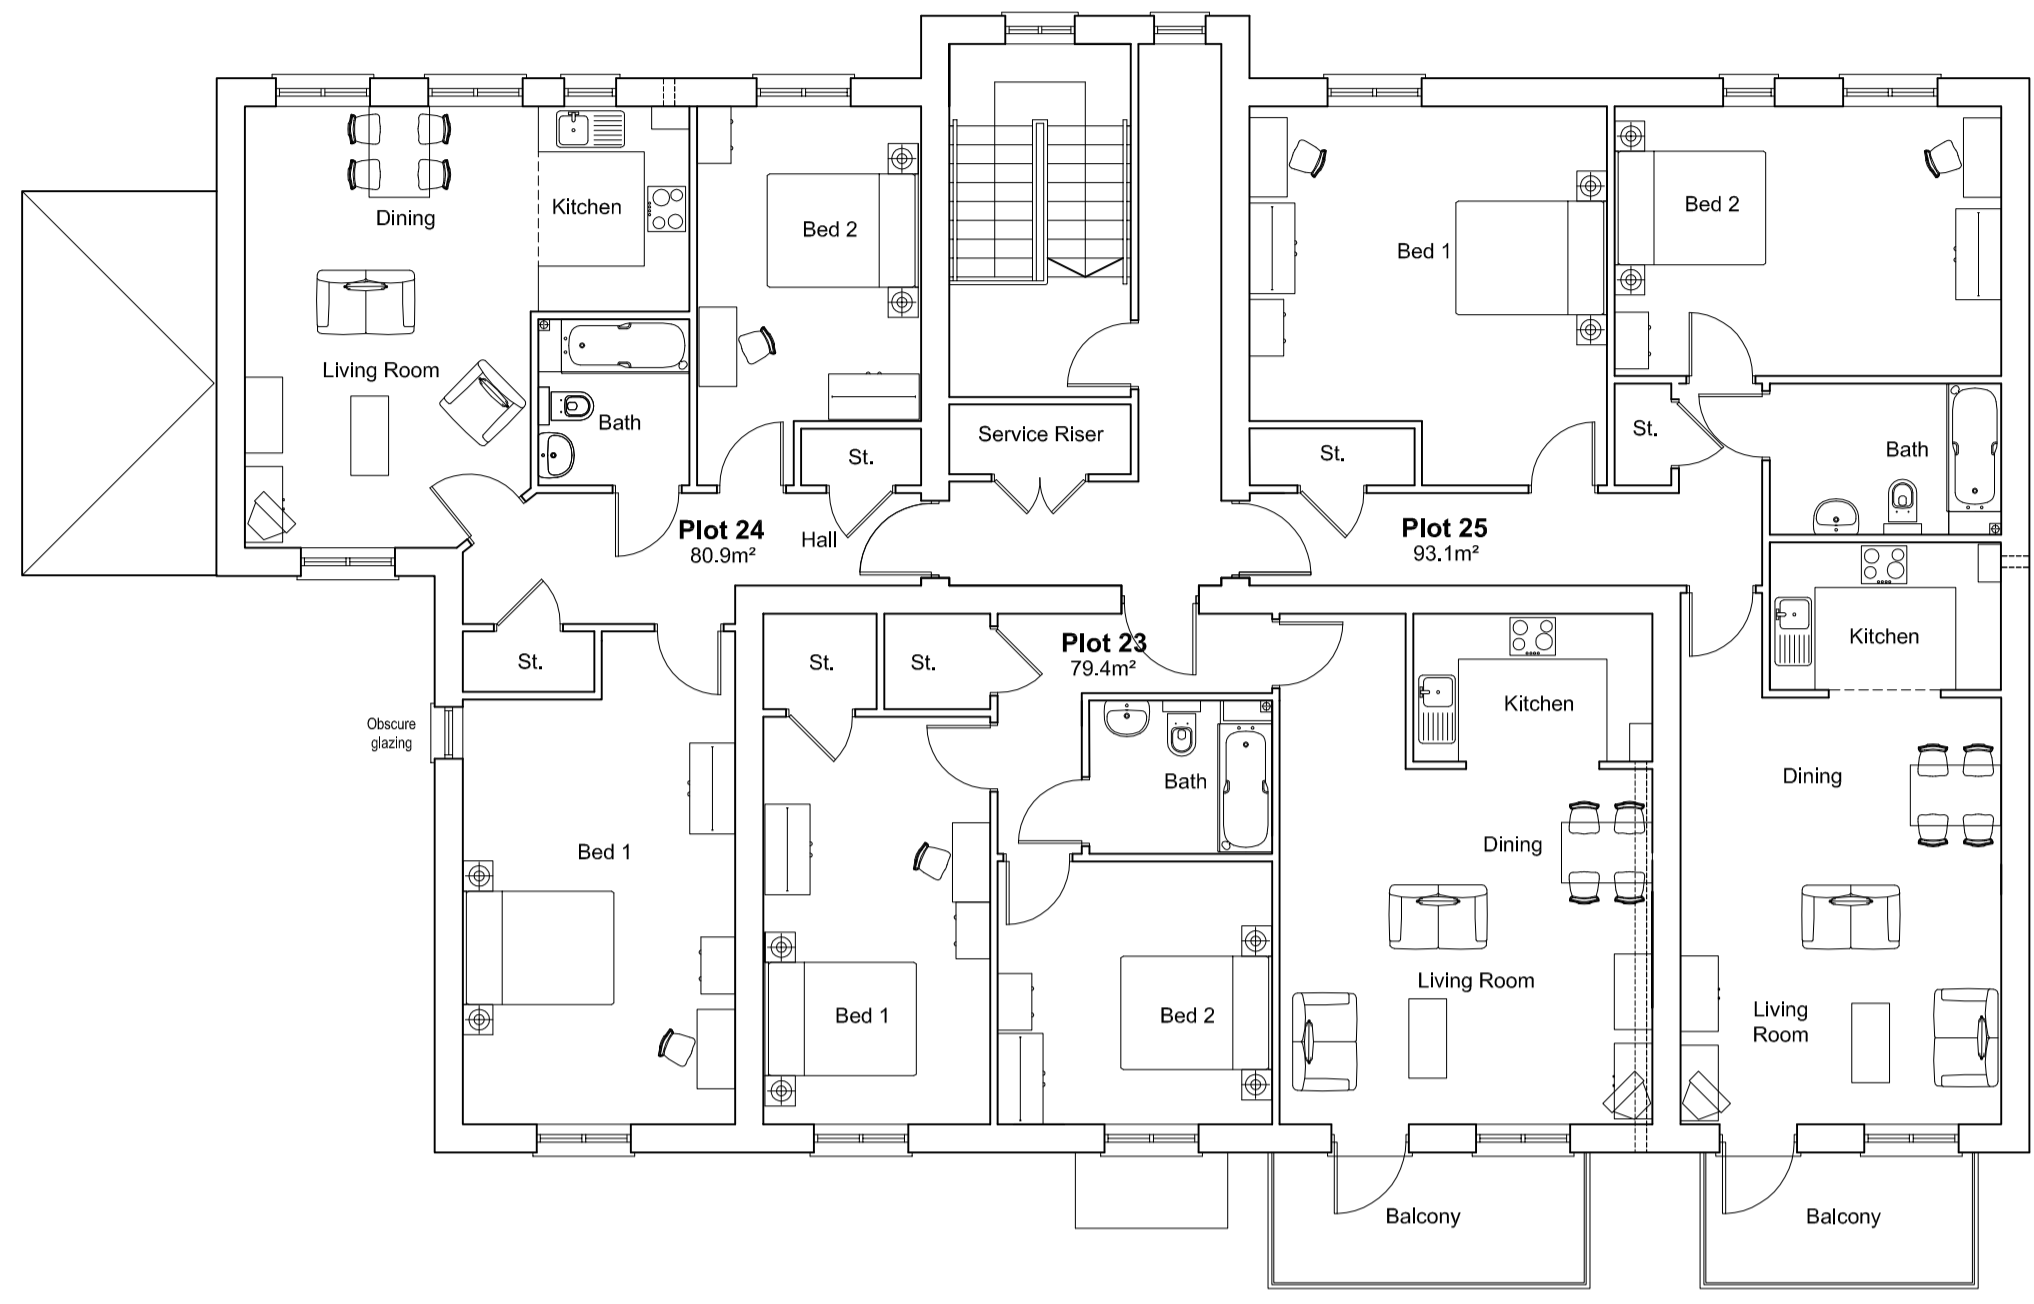 Dining
Kitchen
Living Room
Bath
Bed 2
St.
Plot 24
80.9m²
Hall
St.
Obscure
glazing
Bed 1
Service Riser
Bed 1
St.
Bed 2
St.
Bath
Plot 25
93.1m²
Kitchen
Dining
Living
Room
Balcony
St.
St.
Plot 23
79.4m²
Bath
Bed 1
Bed 2
Kitchen
Dining
Living Room
Balcony